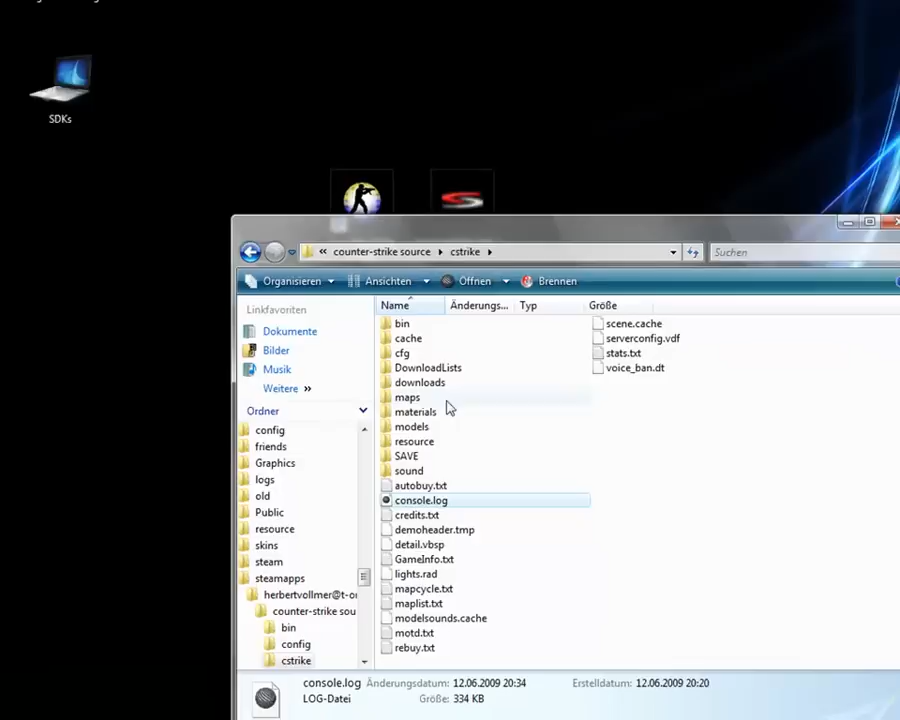 SDKs
« counter-strike source ▸ cstrike ▸
Suchen
Organisieren
Ansichten
Öffnen
Brennen
Linkfavoriten
Dokumente
Bilder
Musik
Weitere »
Ordner
config
friends
Graphics
logs
old
Public
resource
skins
steam
steamapps
herbertvollmer@t-o
counter-strike sou
bin
config
cstrike
Name
Änderungs...
Typ
Größe
bin
cache
cfg
DownloadLists
downloads
maps
materials
models
resource
SAVE
sound
autobuy.txt
console.log
credits.txt
demoheader.tmp
detail.vbsp
GameInfo.txt
lights.rad
mapcycle.txt
maplist.txt
modelsounds.cache
motd.txt
rebuy.txt
scene.cache
serverconfig.vdf
stats.txt
voice_ban.dt
console.log Änderungsdatum: 12.06.2009 20:34 Erstelldatum: 12.06.2009 20:20
LOG-Datei Größe: 334 KB